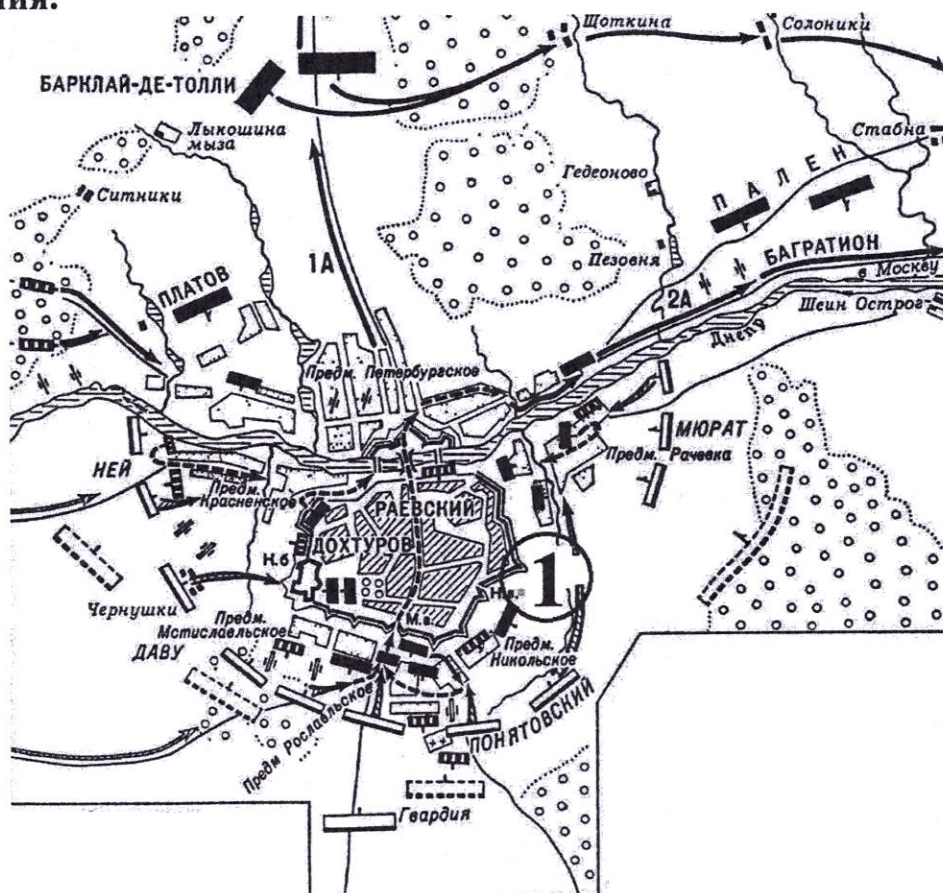 ния.
Шоткина
Солоники
БАРКЛАЙ-ДЕ-ТОЛЛИ
Лыкошина
мыза
Стабна
Гедеоново
Ситники
ПАЛЕН
Пезовня
БАГРАТИОН
1А
ПЛАТОВ
в Москву
2А
Шеин Острог
Днепр
Предм. Петербургское
МЮРАТ
НЕЙ
Предм. Рачевка
Предм.
Красненское
РАЕВСКИЙ
ДОХТУРОВ
Н.б
1
Чернушки
М.в.
Предм.
Мстиславльское
Предм.
Никольское
ДАВУ
Предм Рославльское
ПОНЯТОВСКИЙ
Гвардия